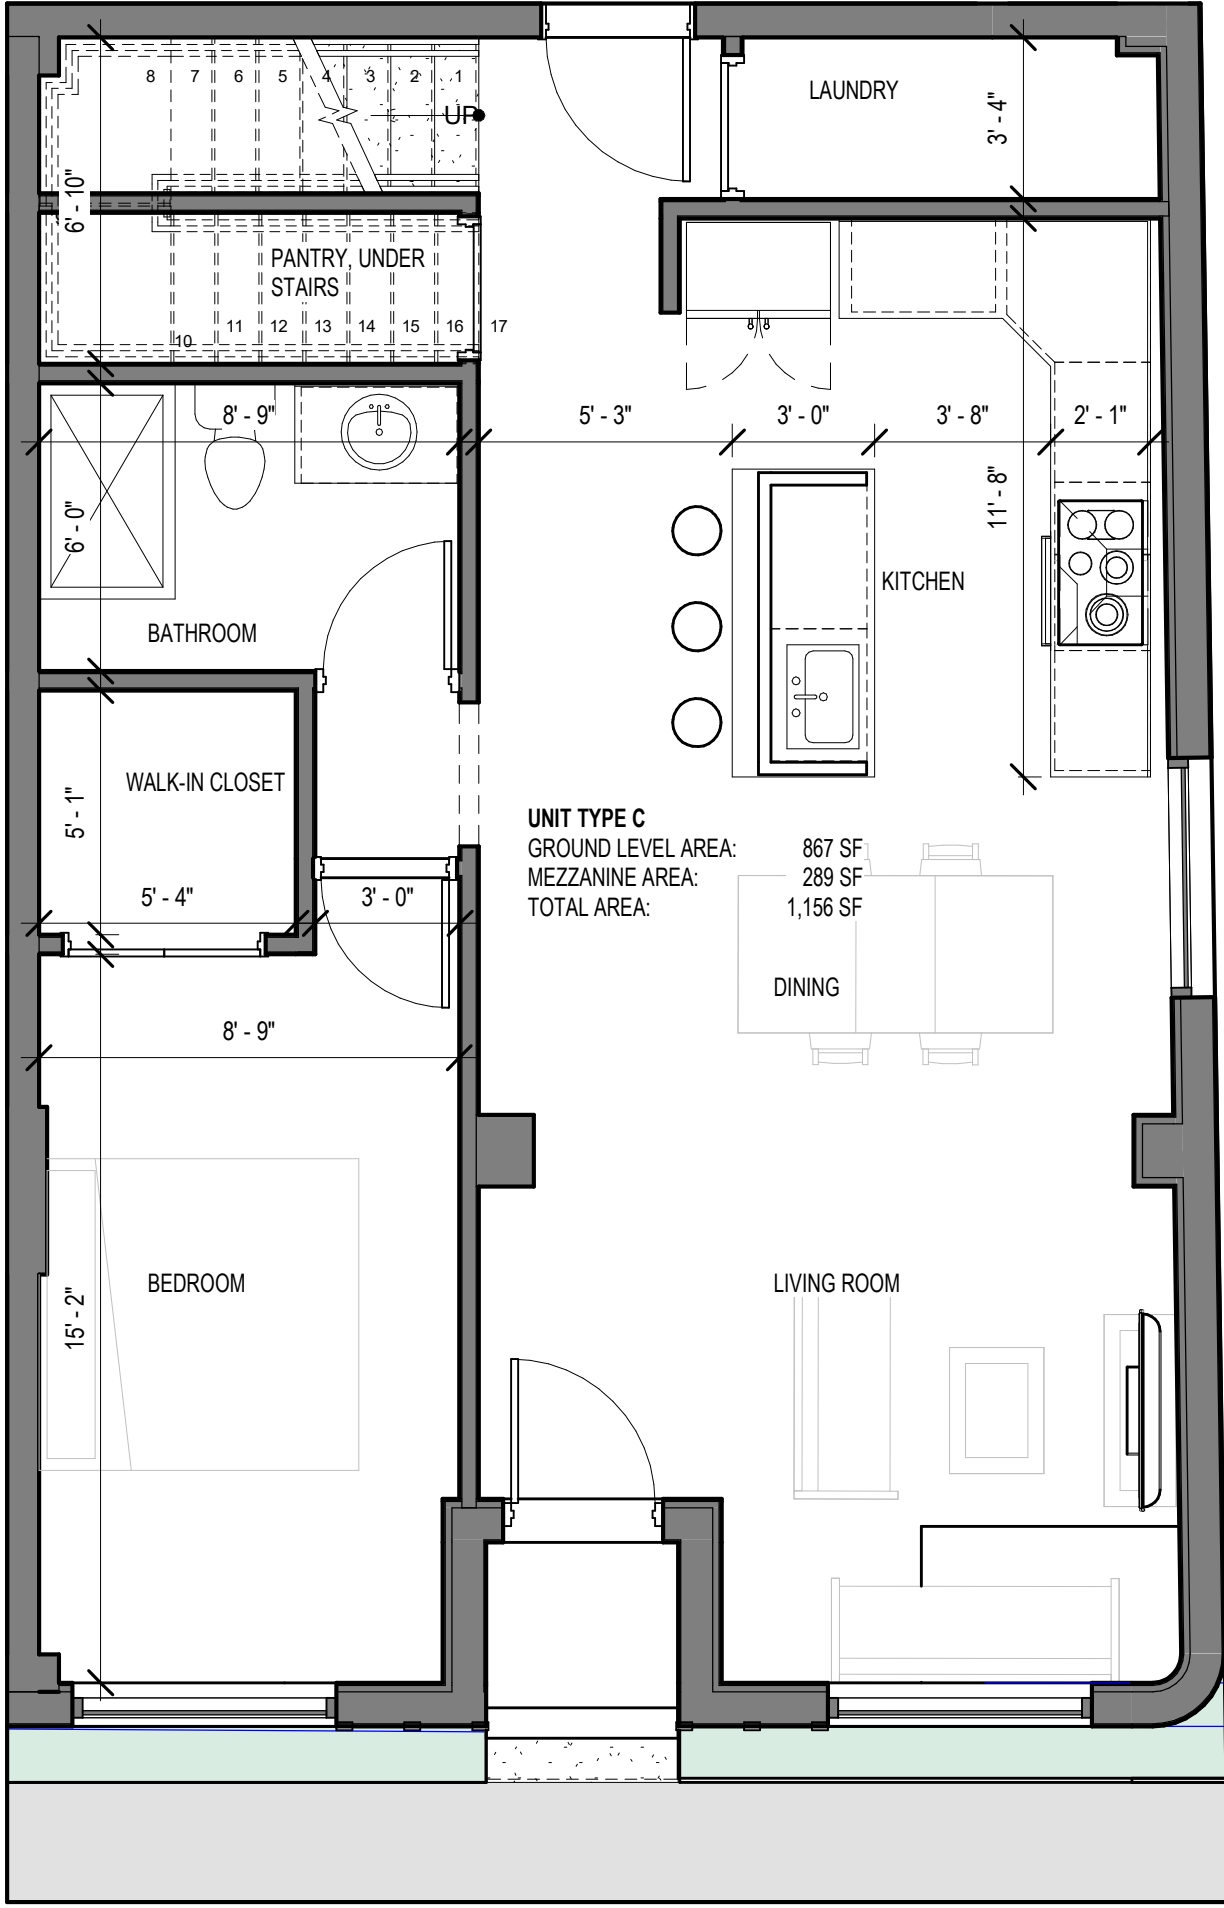 8 7 6 5 4 3 2 1
UP
LAUNDRY
3' - 4"
6' - 10"
PANTRY, UNDER
STAIRS
10 11 12 13 14 15 16 17
8' - 9"
5' - 3"
3' - 0"
3' - 8"
2' - 1"
6' - 0"
11' - 8"
KITCHEN
BATHROOM
WALK-IN CLOSET
5' - 1"
5' - 4"
3' - 0"
UNIT TYPE C
GROUND LEVEL AREA: 867 SF
MEZZANINE AREA: 289 SF
TOTAL AREA: 1,156 SF
DINING
8' - 9"
BEDROOM
LIVING ROOM
15' - 2"